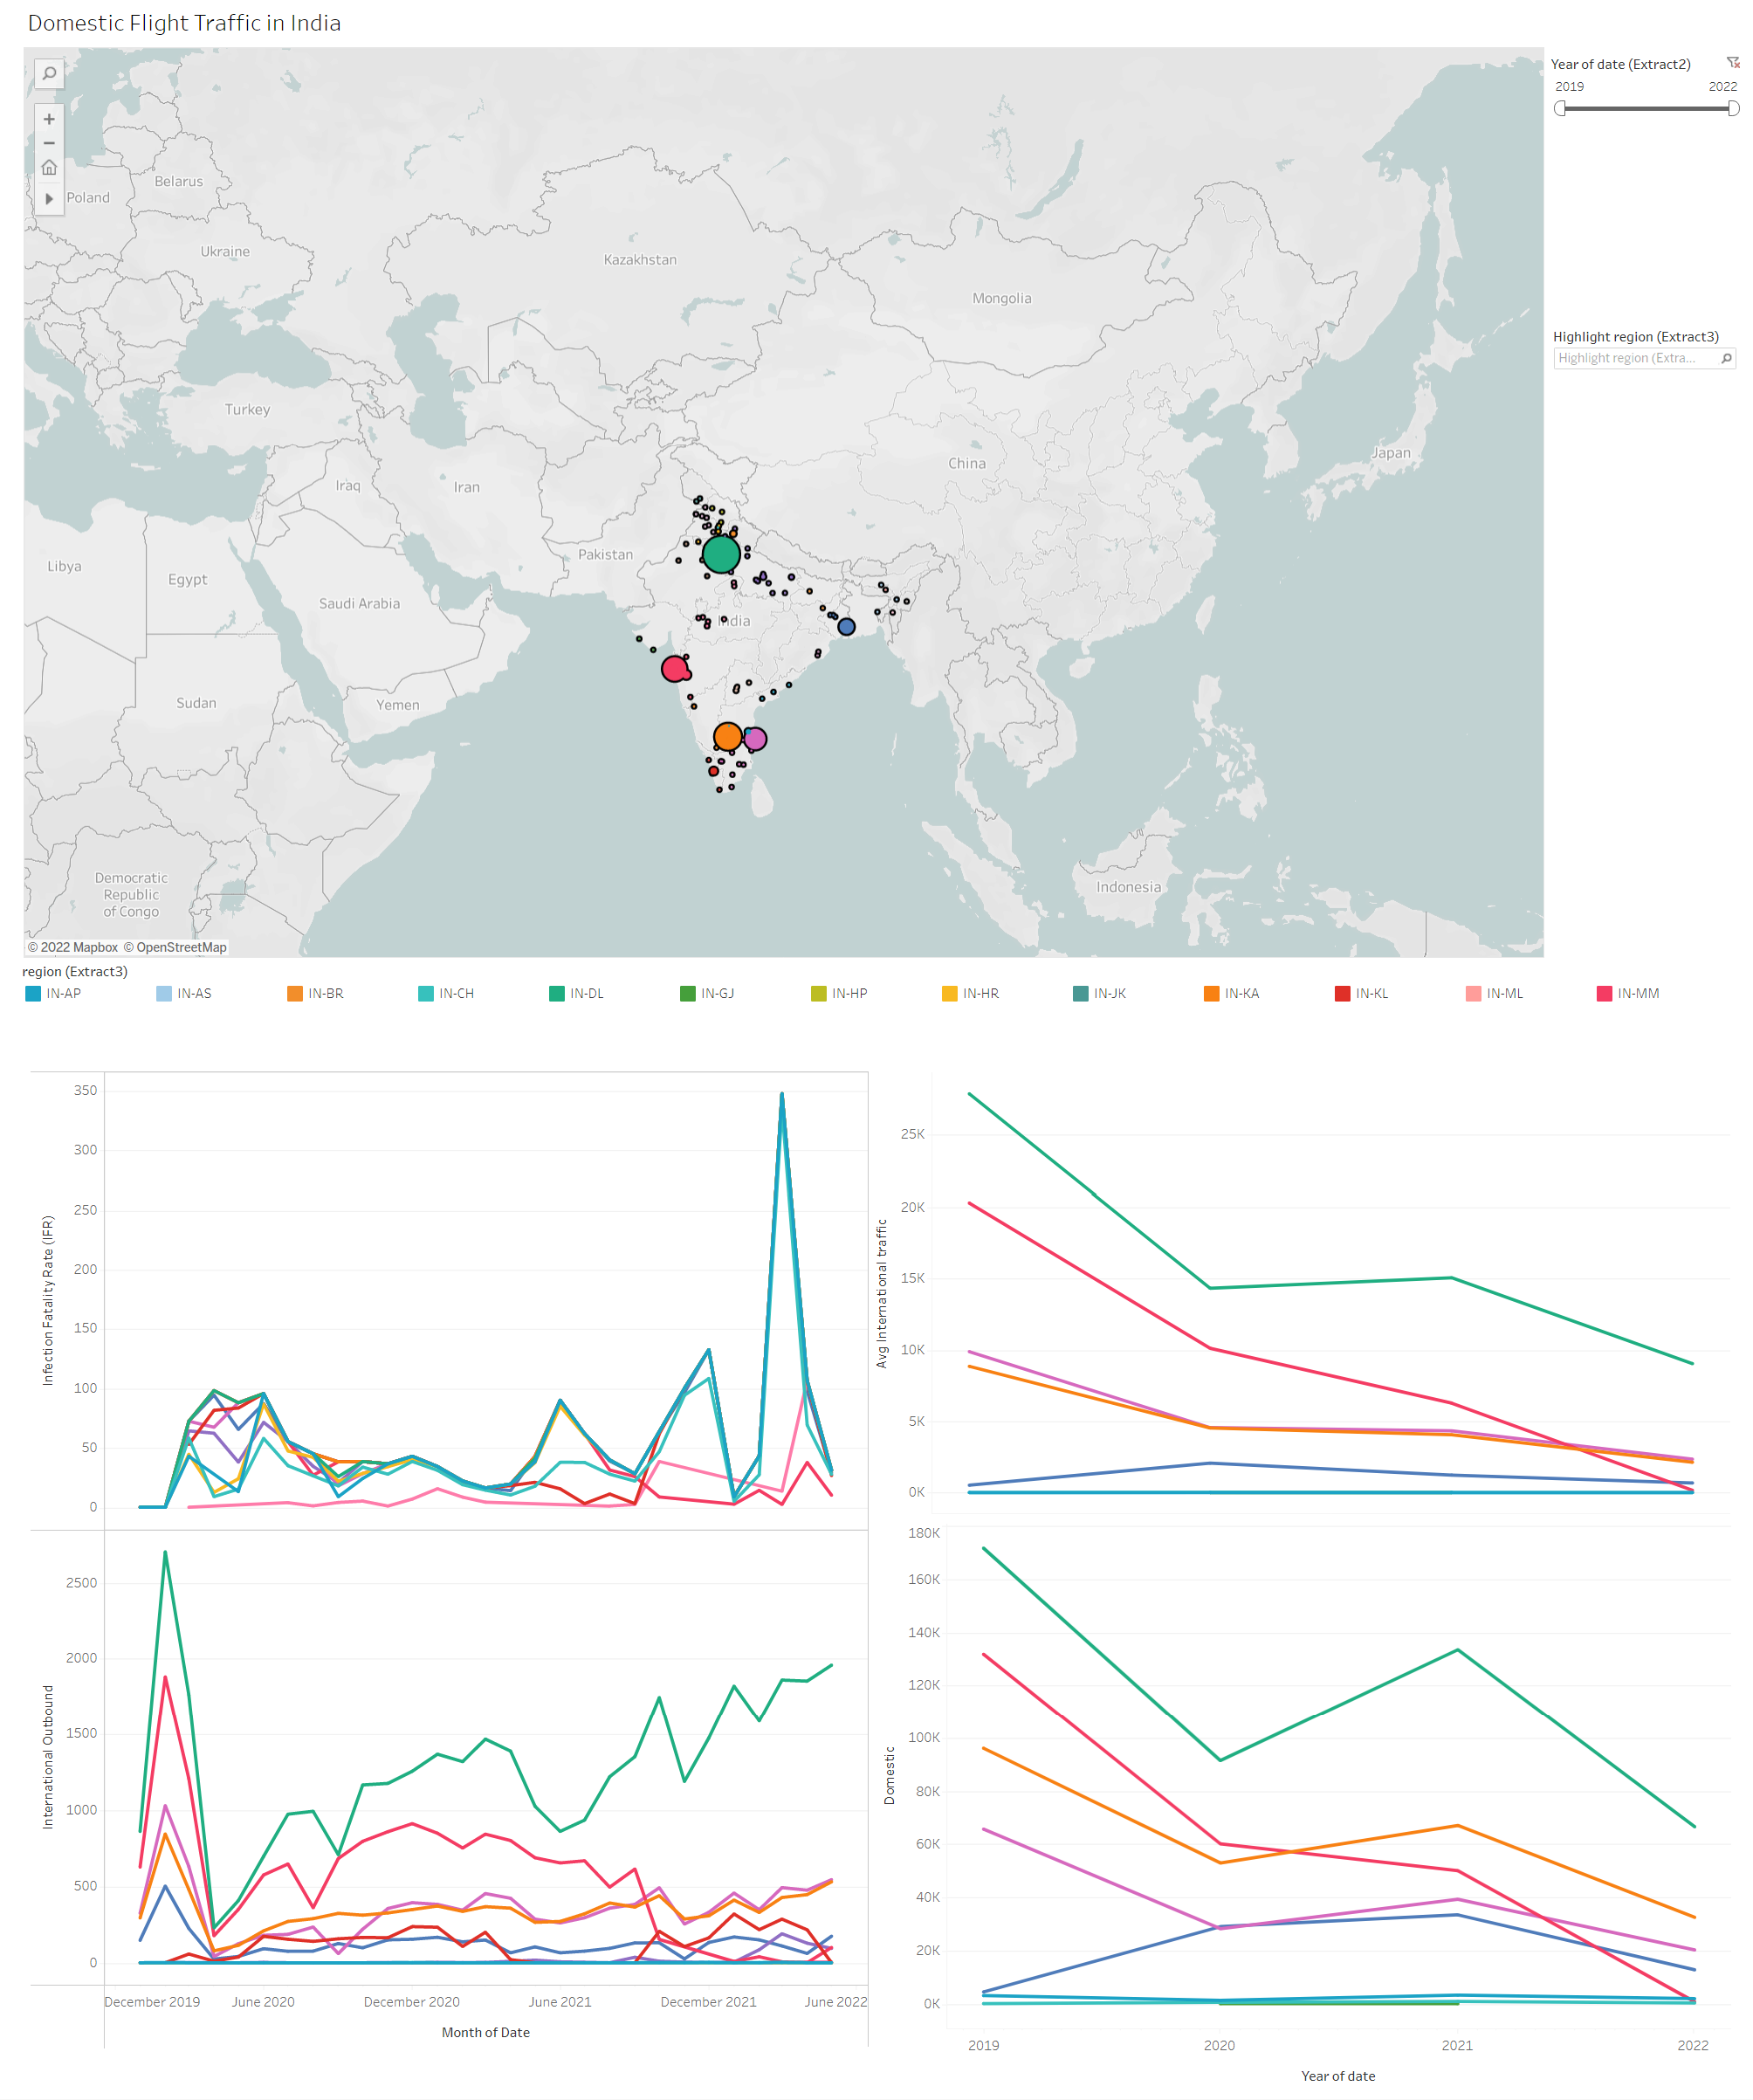 Domestic Flight Traffic in India
Year of date (Extract2)
2019
2022
Highlight region (Extract3)
Highlight region (Extra...
Poland
Belarus
Ukraine
Kazakhstan
Mongolia
Turkey
Iraq
Iran
China
Japan
Libya
Egypt
Pakistan
Saudi Arabia
India
Sudan
Yemen
Democratic
Republic
of Congo
Indonesia
© 2022 Mapbox © OpenStreetMap
region (Extract3)
IN-AP
IN-AS
IN-BR
IN-CH
IN-DL
IN-GJ
IN-HP
IN-HR
IN-JK
IN-KA
IN-KL
IN-ML
IN-MM
Infection Fatality Rate (IFR)
350
300
250
200
150
100
50
0
International Outbound
2500
2000
1500
1000
500
0
December 2019
June 2020
December 2020
June 2021
December 2021
June 2022
Month of Date
Avg International traffic
25K
20K
15K
10K
5K
0K
Domestic
180K
160K
140K
120K
100K
80K
60K
40K
20K
0K
2019
2020
2021
2022
Year of date